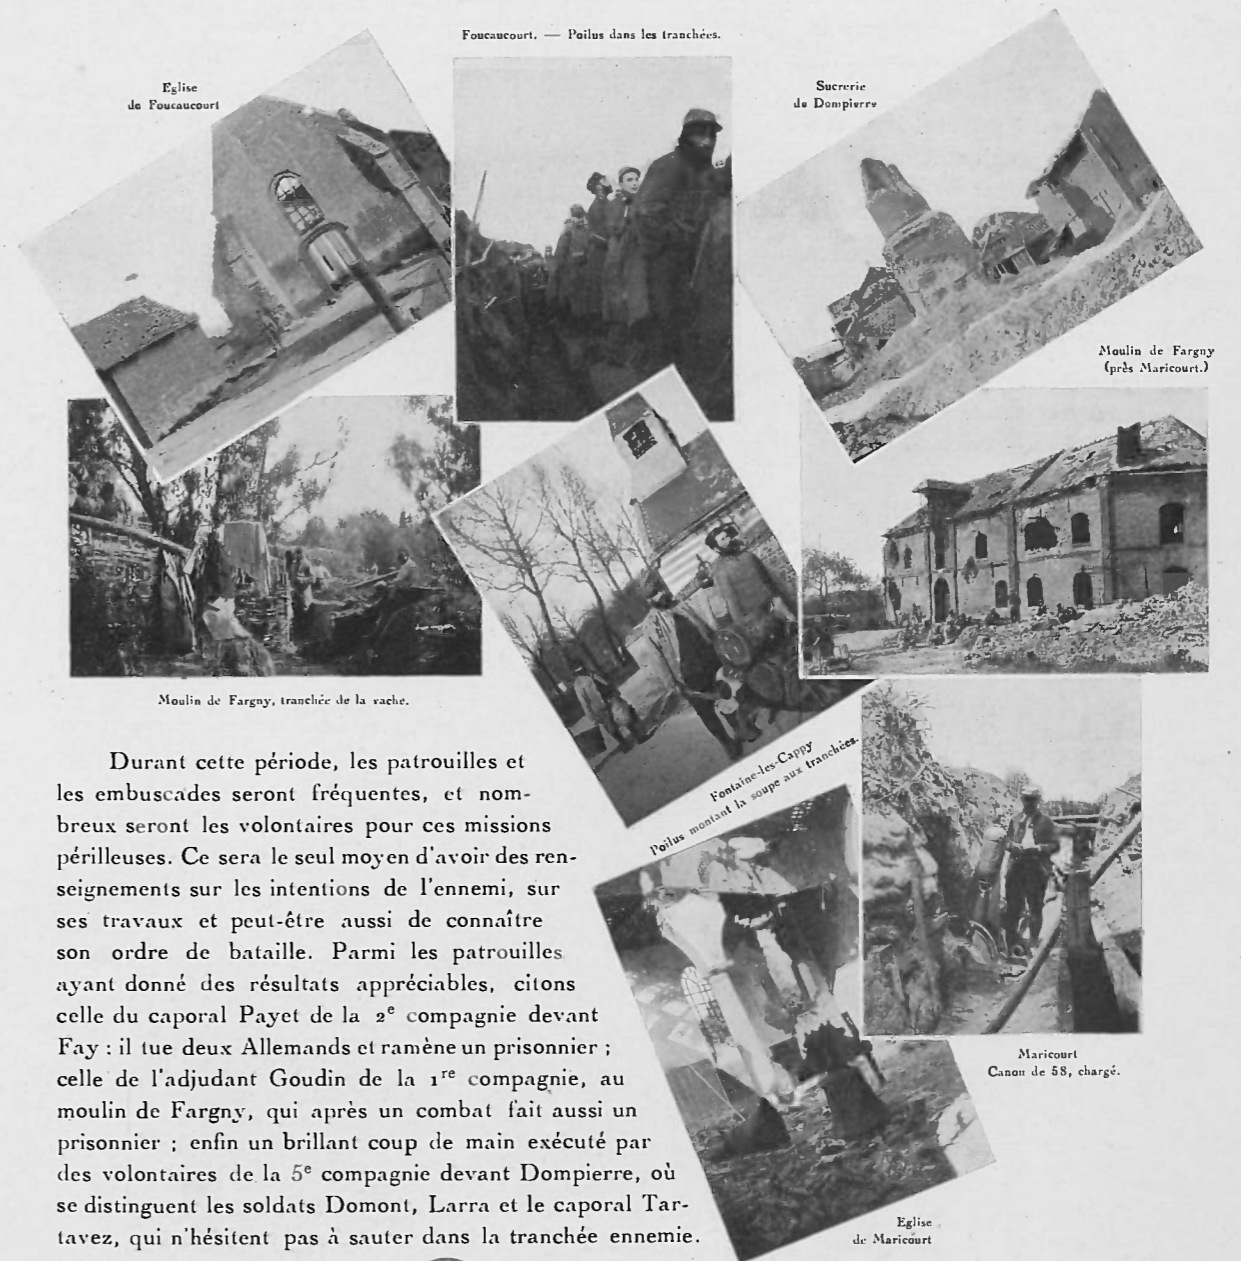 Foucaucourt. — Poilus dans les tranchées.
Eglise
de Foucaucourt
Sucrerie
de Dompierre
Moulin de Fargny
(près Maricourt.)
Moulin de Fargny, tranchée de la vache.
Fontaine-les-Cappy
Poilus montant la soupe aux tranchées.
Durant cette période, les patrouilles et
les embuscades seront fréquentes, et nom-
breux seront les volontaires pour ces missions
périlleuses. Ce sera le seul moyen d'avoir des ren-
seignements sur les intentions de l'ennemi, sur
ses travaux et peut-être aussi de connaître
son ordre de bataille. Parmi les patrouilles
ayant donné des résultats appréciables, citons
celle du caporal Payet de la 2e compagnie devant
Fay : il tue deux Allemands et ramène un prisonnier ;
celle de l'adjudant Goudin de la 1re compagnie, au
moulin de Fargny, qui après un combat fait aussi un
prisonnier ; enfin un brillant coup de main exécuté par
des volontaires de la 5e compagnie devant Dompierre, où
se distinguent les soldats Domont, Larra et le caporal Tar-
tavez, qui n'hésitent pas à sauter dans la tranchée ennemie.
Maricourt
Canon de 58, chargé.
Eglise
de Maricourt